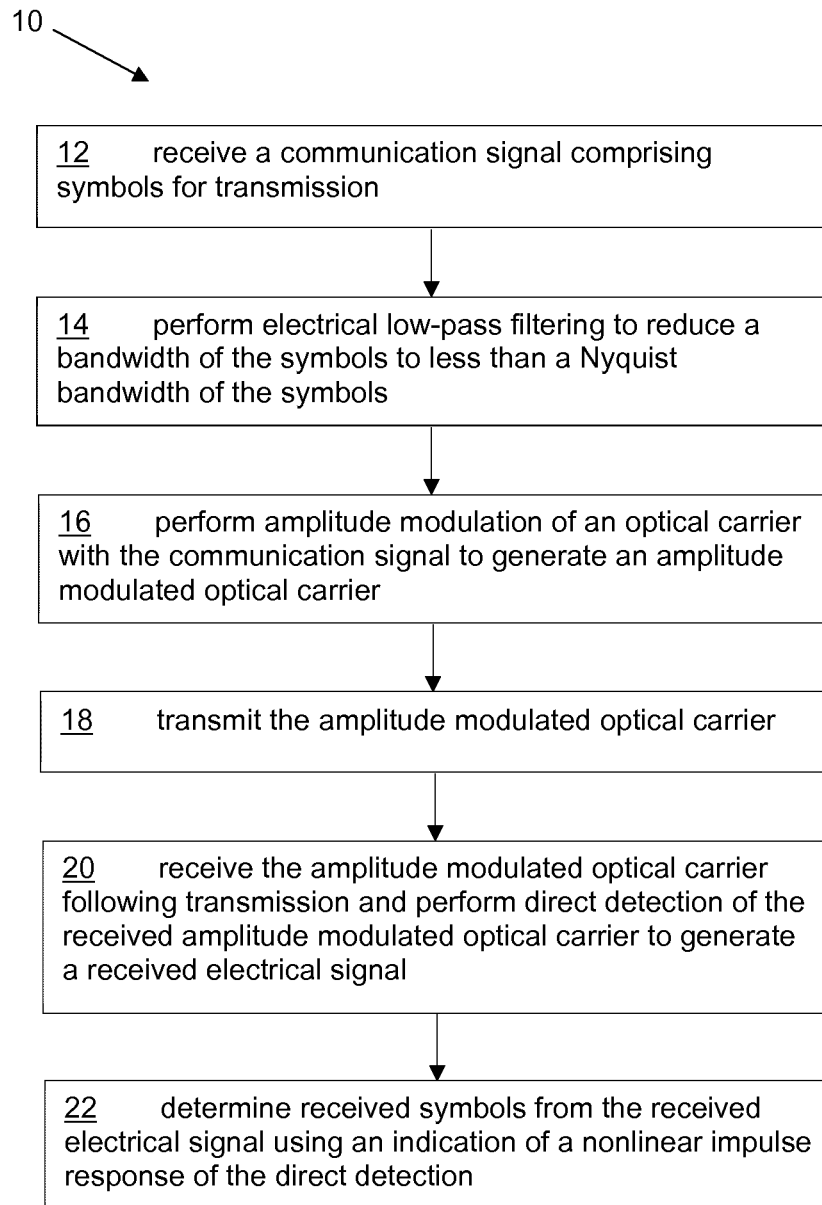 10
12 receive a communication signal comprising
symbols for transmission
14 perform electrical low-pass filtering to reduce a
bandwidth of the symbols to less than a Nyquist
bandwidth of the symbols
16 perform amplitude modulation of an optical carrier
with the communication signal to generate an amplitude
modulated optical carrier
18 transmit the amplitude modulated optical carrier
20 receive the amplitude modulated optical carrier
following transmission and perform direct detection of the
received amplitude modulated optical carrier to generate
a received electrical signal
22 determine received symbols from the received
electrical signal using an indication of a nonlinear impulse
response of the direct detection